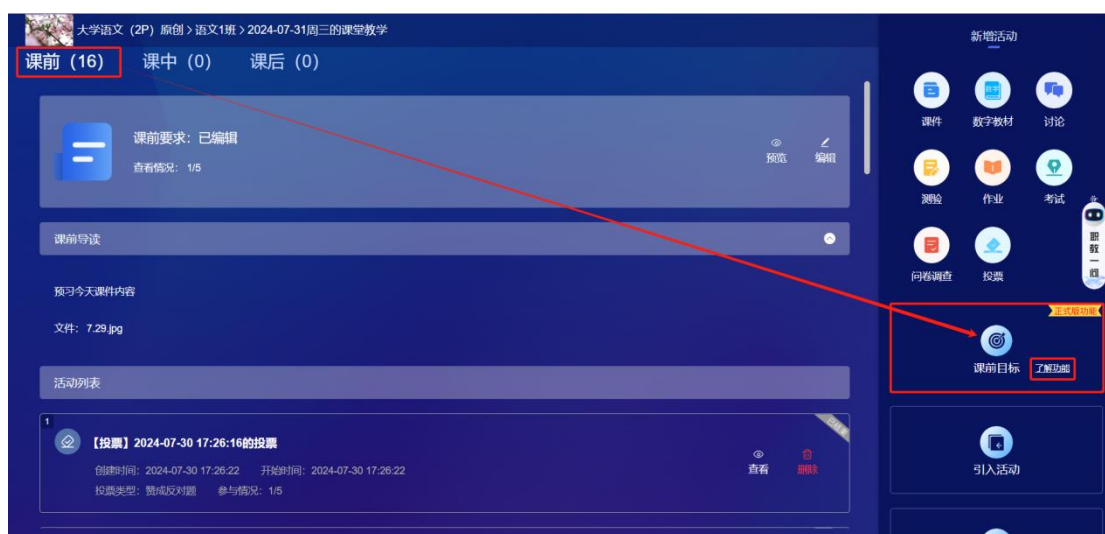 大学语文（2P）原创 > 语文1班 > 2024-07-31周三的课堂教学
课前（16） 课中（0） 课后（0）
课前要求：已编辑
查看情况：1/5
预览 编辑
课前导读
预习今天课件内容
文件：7.29.jpg
活动列表
1
【投票】2024-07-30 17:26:16的投票
创建时间：2024-07-30 17:26:22 开始时间：2024-07-30 17:26:22
投票类型：赞成反对题 参与情况：1/5
查看 删除
新增活动
课件 数字教材 讨论
测验 作业 考试
问卷调查 投票
职教一问
正式版功能
课前目标 了解功能
引入活动